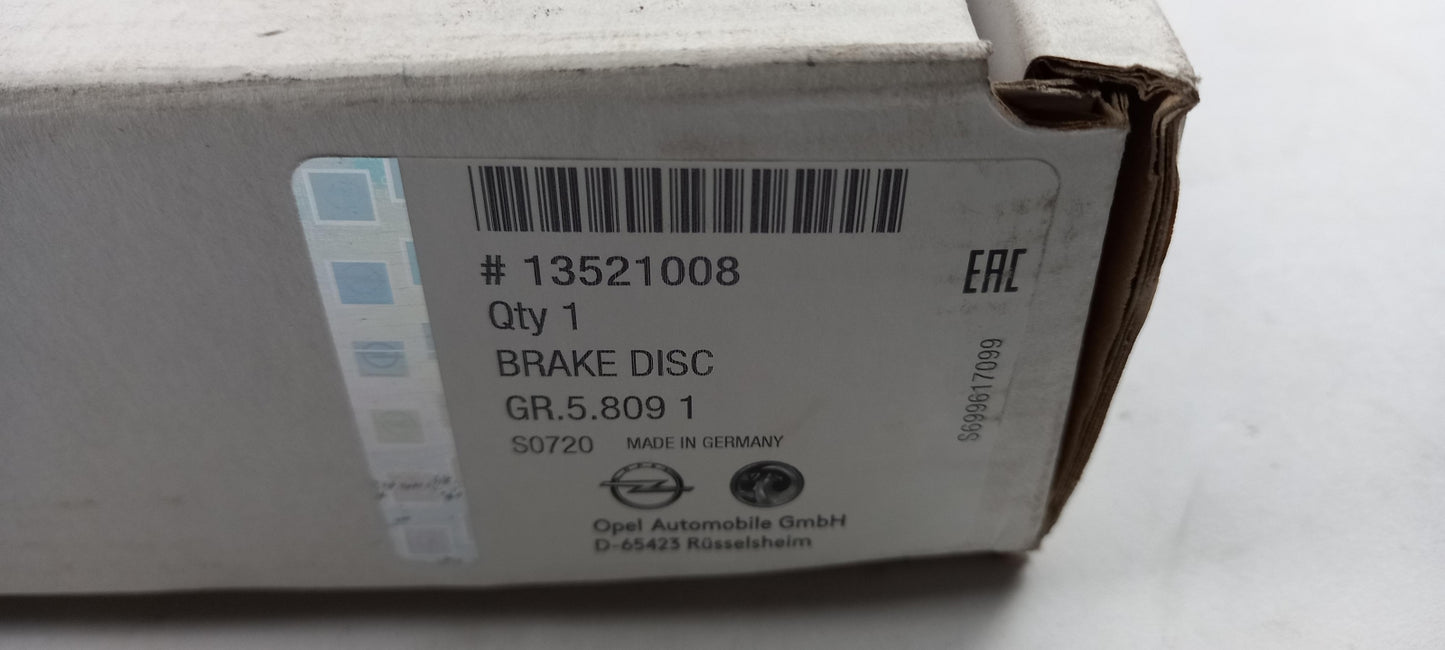 # 13521008
Qty 1
BRAKE DISC
GR.5.809 1
S0720 MADE IN GERMANY
Opel Automobile GmbH
D-65423 Rüsselsheim
EAC
S699617099